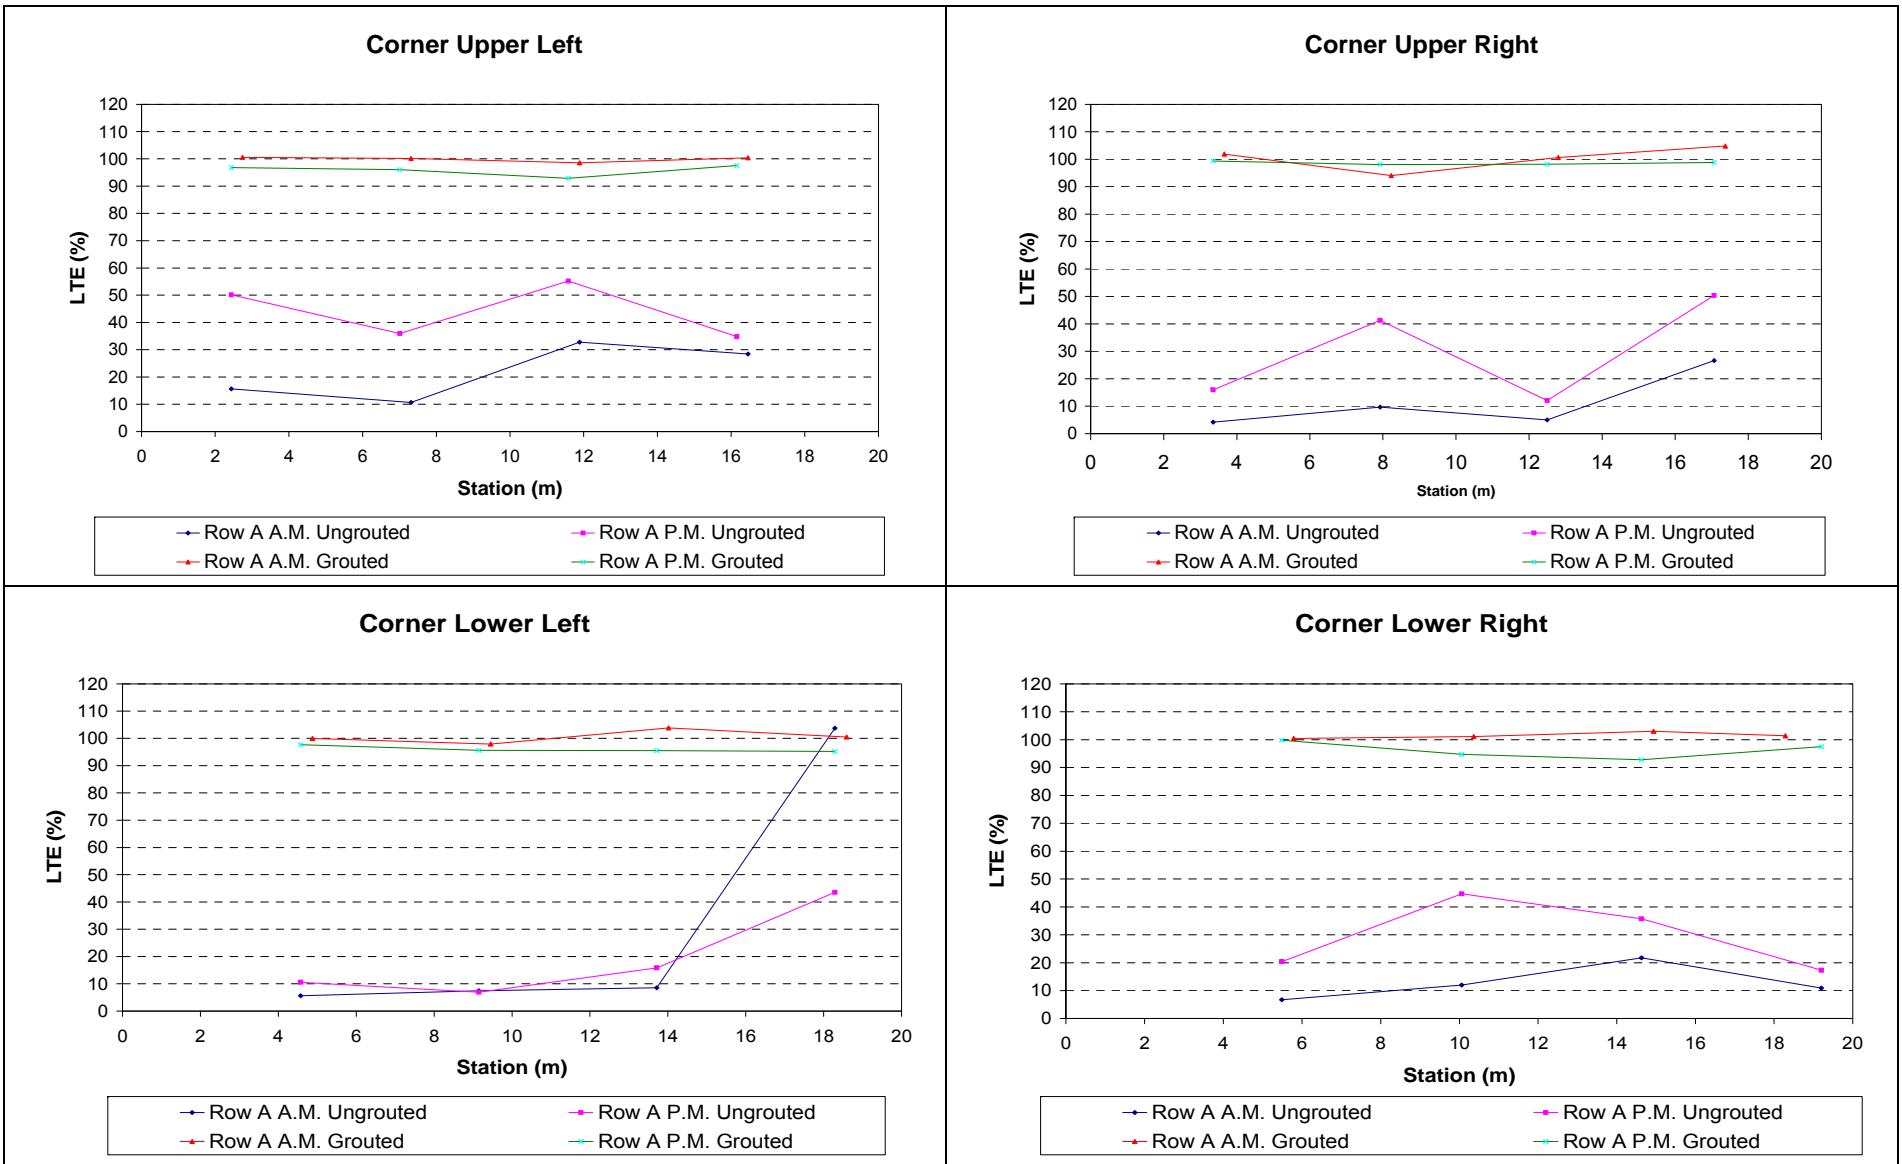 Corner Upper Left
120
110
100
90
80
70
60
50
40
30
20
10
0
LTE (%)
0 2 4 6 8 10 12 14 16 18 20
Station (m)
Row A A.M. Ungrouted Row A P.M. Ungrouted
Row A A.M. Grouted Row A P.M. Grouted
Corner Upper Right
120
110
100
90
80
70
60
50
40
30
20
10
0
LTE (%)
0 2 4 6 8 10 12 14 16 18 20
Station (m)
Row A A.M. Ungrouted Row A P.M. Ungrouted
Row A A.M. Grouted Row A P.M. Grouted
Corner Lower Left
120
110
100
90
80
70
60
50
40
30
20
10
0
LTE (%)
0 2 4 6 8 10 12 14 16 18 20
Station (m)
Row A A.M. Ungrouted Row A P.M. Ungrouted
Row A A.M. Grouted Row A P.M. Grouted
Corner Lower Right
120
110
100
90
80
70
60
50
40
30
20
10
0
LTE (%)
0 2 4 6 8 10 12 14 16 18 20
Station (m)
Row A A.M. Ungrouted Row A P.M. Ungrouted
Row A A.M. Grouted Row A P.M. Grouted